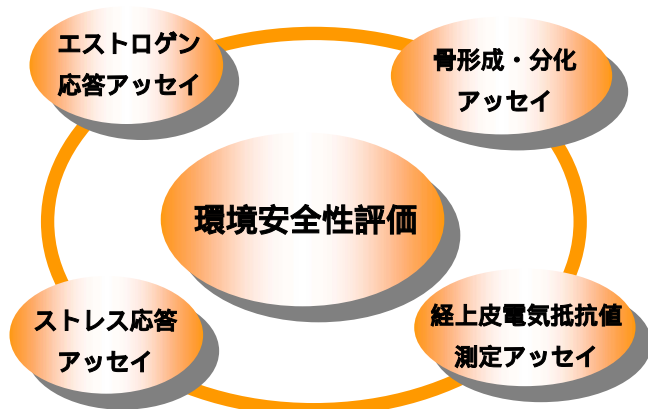 エストロゲン
応答アッセイ
骨形成・分化
アッセイ
環境安全性評価
ストレス応答
アッセイ
経上皮電気抵抗値
測定アッセイ